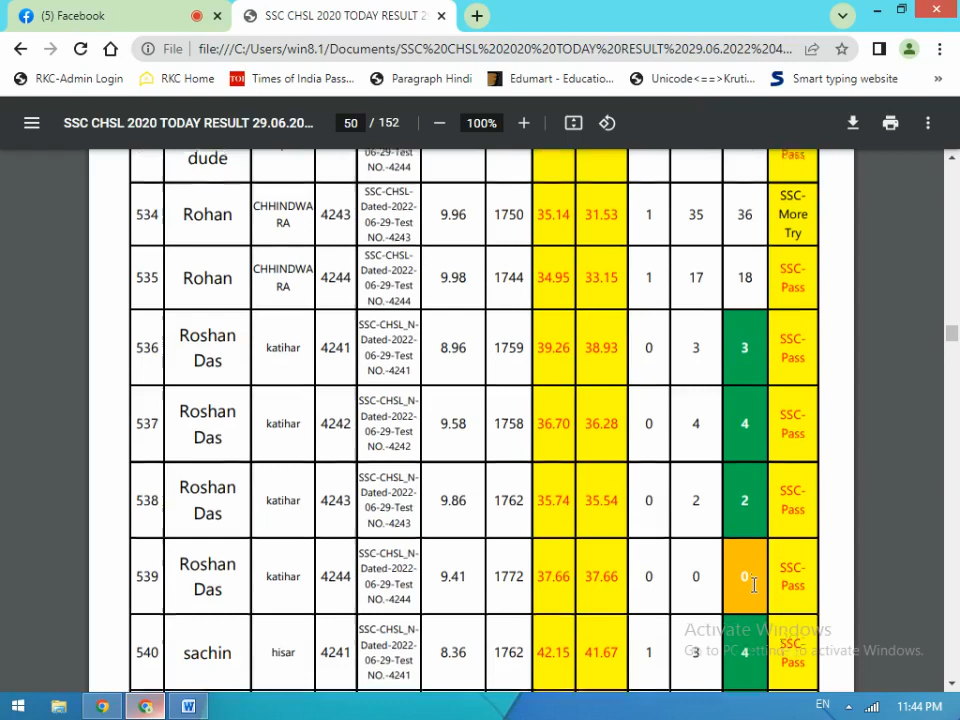 (5) Facebook
SSC CHSL 2020 TODAY RESULT 2
File
file:///C:/Users/win8.1/Documents/SSC%20CHSL%202020%20TODAY%20RESULT%2029.06.2022%204...
RKC-Admin Login
RKC Home
TOI
Times of India Pass...
Paragraph Hindi
Edumart - Educatio...
Unicode<==>Kruti...
Smart typing website
»
SSC CHSL 2020 TODAY RESULT 29.06.20...
50 / 152
100%
dude
06-29-Test
NO.-4244
Pass
534 Rohan CHHINDWA
RA
4243 SSC-CHSL-
Dated-2022-
06-29-Test
NO.-4243
9.96 1750 35.14 31.53 1 35 36 SSC-
More
Try
535 Rohan CHHINDWA
RA
4244 SSC-CHSL-
Dated-2022-
06-29-Test
NO.-4244
9.98 1744 34.95 33.15 1 17 18 SSC-
Pass
536 Roshan
Das
katihar 4241 SSC-CHSL_N-
Dated-2022-
06-29-Test
NO.-4241
8.96 1759 39.26 38.93 0 3 3 SSC-
Pass
537 Roshan
Das
katihar 4242 SSC-CHSL_N-
Dated-2022-
06-29-Test
NO.-4242
9.58 1758 36.70 36.28 0 4 4 SSC-
Pass
538 Roshan
Das
katihar 4243 SSC-CHSL_N-
Dated-2022-
06-29-Test
NO.-4243
9.86 1762 35.74 35.54 0 2 2 SSC-
Pass
539 Roshan
Das
katihar 4244 SSC-CHSL_N-
Dated-2022-
06-29-Test
NO.-4244
9.41 1772 37.66 37.66 0 0 0 SSC-
Pass
540 sachin hisar 4241 SSC-CHSL_N-
Dated-2022-
06-29-Test
NO.-4241
8.36 1762 42.15 41.67 1 3 4 SSC-
Pass
Activate Windows
Go to PC settings to activate Windows.
EN
11:44 PM